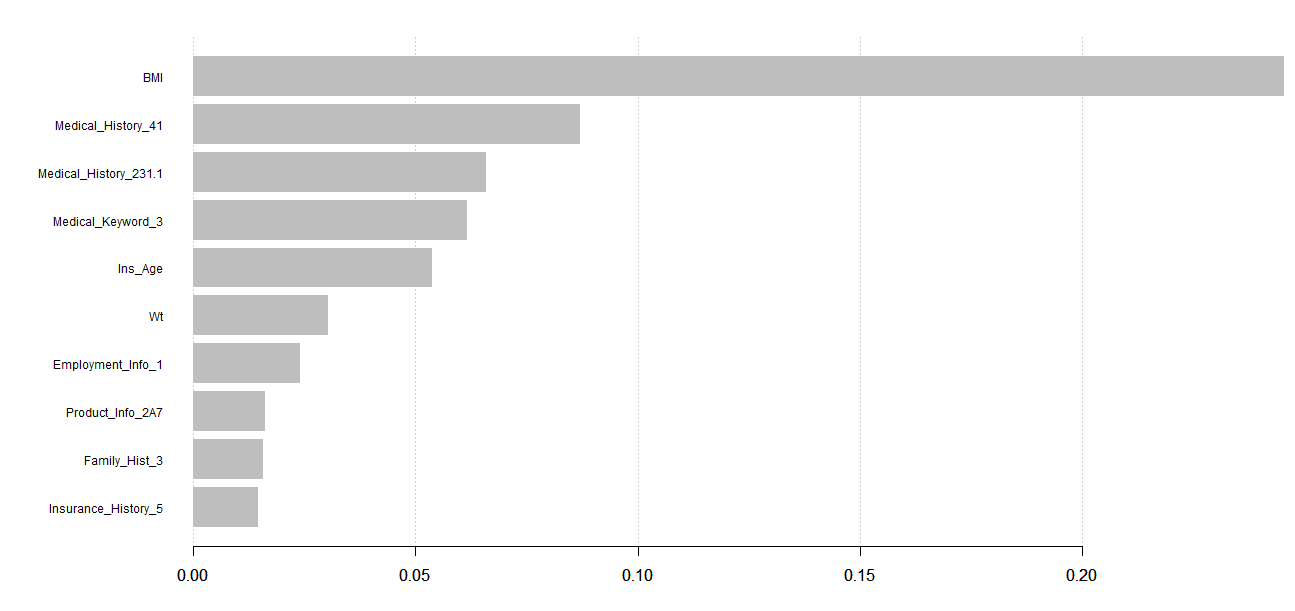 BMI
Medical_History_41
Medical_History_231.1
Medical_Keyword_3
Ins_Age
Wt
Employment_Info_1
Product_Info_2A7
Family_Hist_3
Insurance_History_5
0.00 0.05 0.10 0.15 0.20